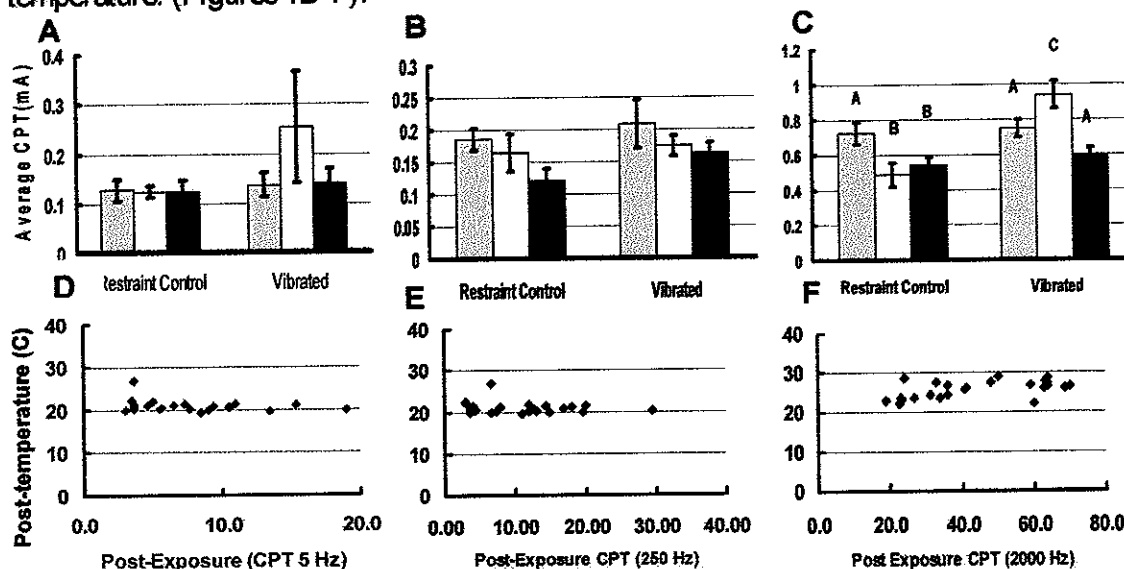 temperature. (Figures 1D-F).
A
B
C
Average CPT(mA)
0.4
0.3
0.2
0.1
0
Restraint Control
Vibrated
0.3
0.25
0.2
0.15
0.1
0.05
0
Restraint Control
Vibrated
1.2
1
0.8
0.6
0.4
0.2
0
A
B
B
A
C
A
Restraint Control
Vibrated
D
E
F
Post-temperature (C)
40
30
20
10
0
0.0
10.0
20.0
Post-Exposure (CPT 5 Hz)
40
30
20
10
0
0.00
10.00
20.00
30.00
40.00
Post-Exposure CPT (250 Hz)
40
30
20
10
0
0.0
20.0
40.0
60.0
80.0
Post Exposure CPT (2000 Hz)